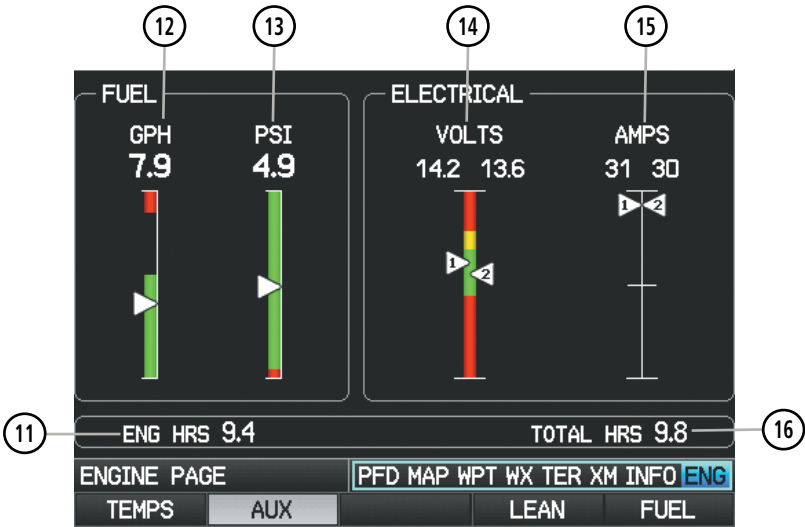 12 13 14 15
FUEL ELECTRICAL
GPH PSI VOLTS AMPS
7.9 4.9 14.2 13.6 31 30
1 2
1 2
11 ENG HRS 9.4 TOTAL HRS 9.8 16
ENGINE PAGE PFD MAP WPT WX TER XM INFO ENG
TEMPS AUX LEAN FUEL